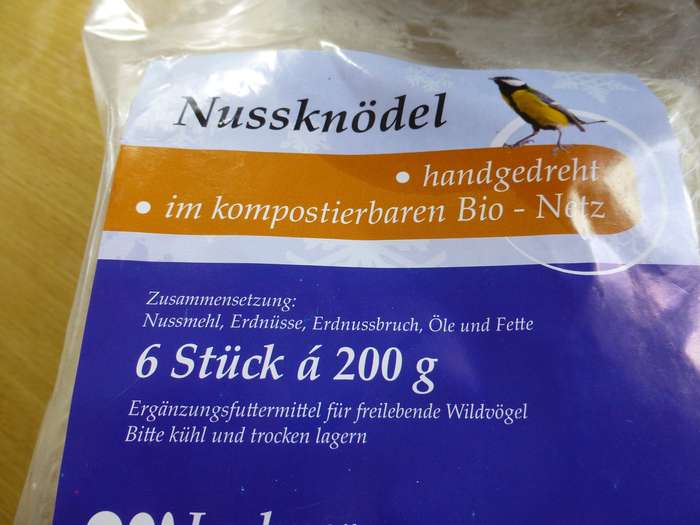 Nussknödel
• handgedreht
• im kompostierbaren Bio - Netz
Zusammensetzung:
Nussmehl, Erdnüsse, Erdnussbruch, Öle und Fette
6 Stück á 200 g
Ergänzungsfuttermittel für freilebende Wildvögel
Bitte kühl und trocken lagern